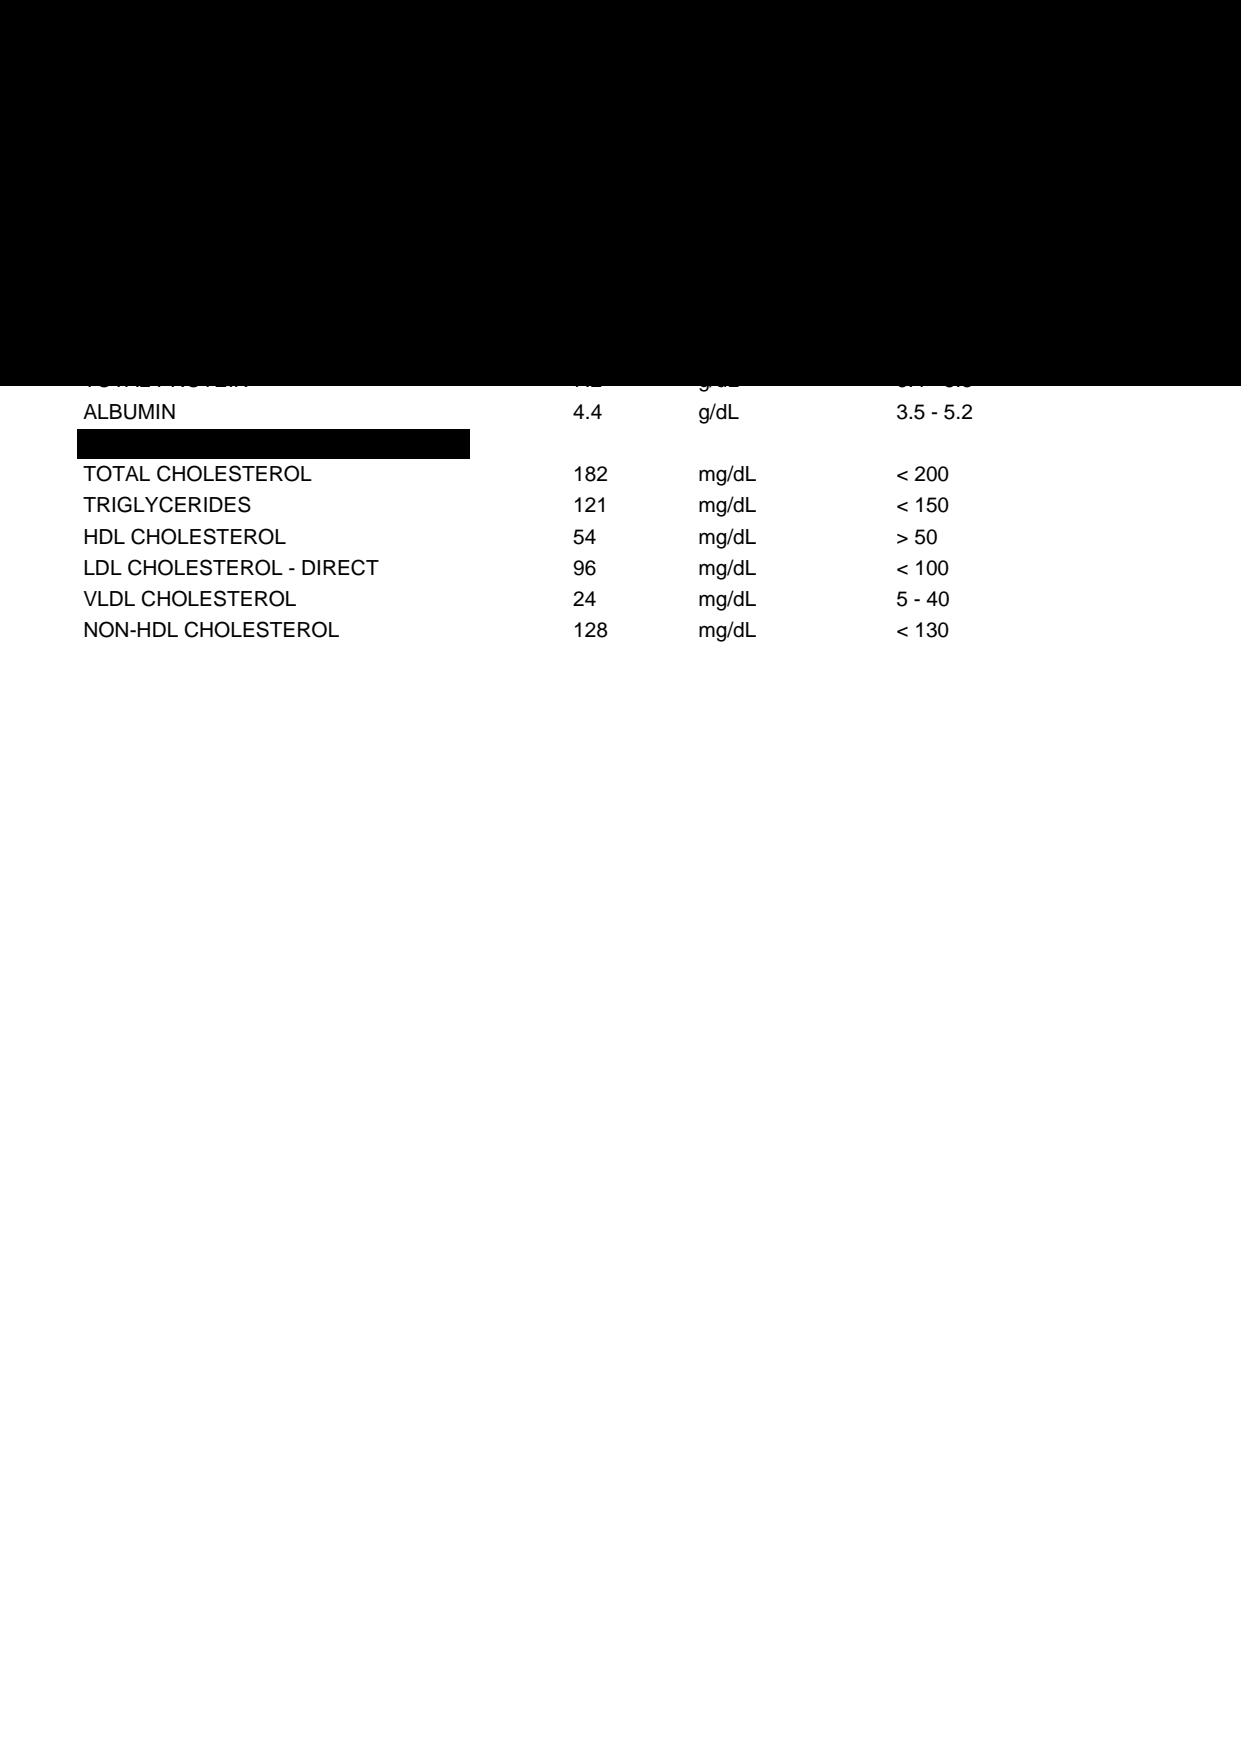 ALBUMIN 4.4 g/dL 3.5 - 5.2
TOTAL CHOLESTEROL 182 mg/dL < 200
TRIGLYCERIDES 121 mg/dL < 150
HDL CHOLESTEROL 54 mg/dL > 50
LDL CHOLESTEROL - DIRECT 96 mg/dL < 100
VLDL CHOLESTEROL 24 mg/dL 5 - 40
NON-HDL CHOLESTEROL 128 mg/dL < 130